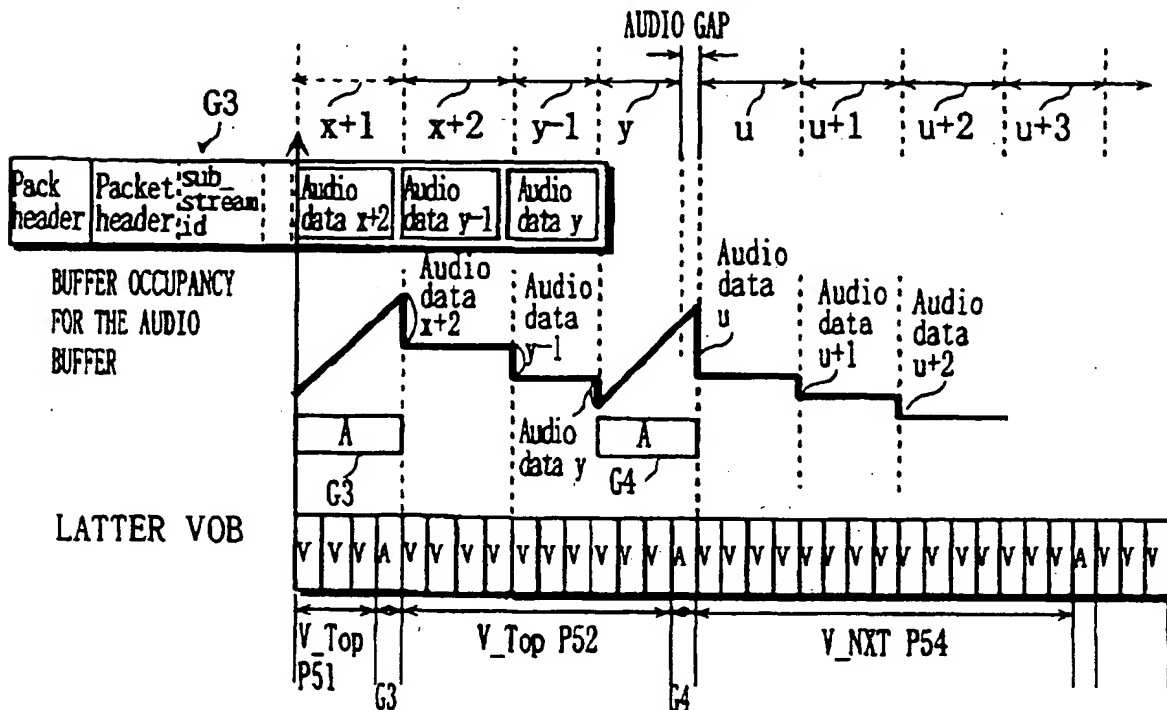 AUDIO GAP
G3
x+1 x+2 y-1 y u u+1 u+2 u+3
Pack header
Packet header
sub_stream id
Audio data x+2
Audio data y-1
Audio data y
BUFFER OCCUPANCY
FOR THE AUDIO
BUFFER
Audio data x+2
Audio data y-1
Audio data y
Audio data u
Audio data u+1
Audio data u+2
A
G3
A
G4
LATTER VOB
V V V A V V V V V V V V V V A V V V V V V V V V V V V V V A V V V
V_Top P51
V_Top P52
V_NXT P54
G3
G4